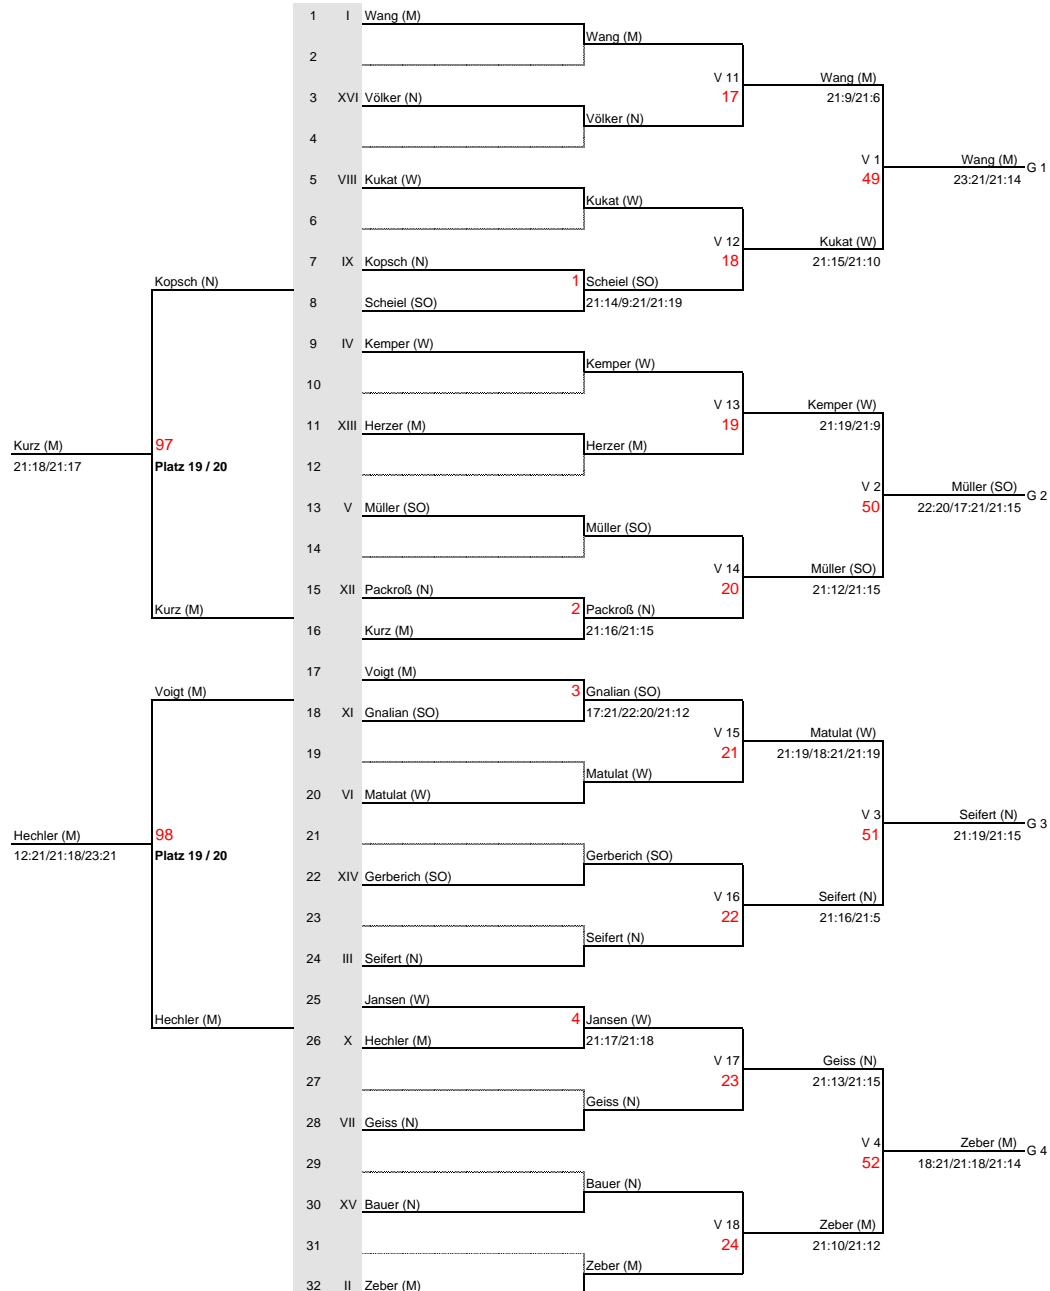 1 I Wang (M)
Wang (M)
2
V 11 Wang (M)
3 XVI Völker (N) 17 21:9/21:6
Völker (N)
4
V 1 Wang (M) G 1
5 VIII Kukat (W) 49 23:21/21:14
Kukat (W)
6
V 12 Kukat (W)
7 IX Kopsch (N) 18 21:15/21:10
Kopsch (N) 1 Scheiel (SO)
8 Scheiel (SO) 21:14/9:21/21:19
9 IV Kemper (W)
Kemper (W)
10
V 13 Kemper (W)
11 XIII Herzer (M) 19 21:19/21:9
Kurz (M) 97 Herzer (M)
21:18/21:17 Platz 19 / 20 12
V 2 Müller (SO) G 2
13 V Müller (SO) 50 22:20/17:21/21:15
Müller (SO)
14
V 14 Müller (SO)
15 XII Packroß (N) 20 21:12/21:15
Kurz (M) 2 Packroß (N)
16 Kurz (M) 21:16/21:15
17 Voigt (M)
Voigt (M) 3 Gnalian (SO)
18 XI Gnalian (SO) 17:21/22:20/21:12
V 15 Matulat (W)
19 21 21:19/18:21/21:19
Matulat (W)
20 VI Matulat (W)
V 3 Seifert (N) G 3
Hechler (M) 98 21 51 21:19/21:15
12:21/21:18/23:21 Platz 19 / 20 Gerberich (SO)
22 XIV Gerberich (SO)
V 16 Seifert (N)
23 22 21:16/21:5
Seifert (N)
24 III Seifert (N)
25 Jansen (W)
Hechler (M) 4 Jansen (W)
26 X Hechler (M) 21:17/21:18
V 17 Geiss (N)
27 23 21:13/21:15
Geiss (N)
28 VII Geiss (N)
V 4 Zeber (M) G 4
29 52 18:21/21:18/21:14
Bauer (N)
30 XV Bauer (N)
V 18 Zeber (M)
31 24 21:10/21:12
Zeber (M)
32 II Zeber (M)